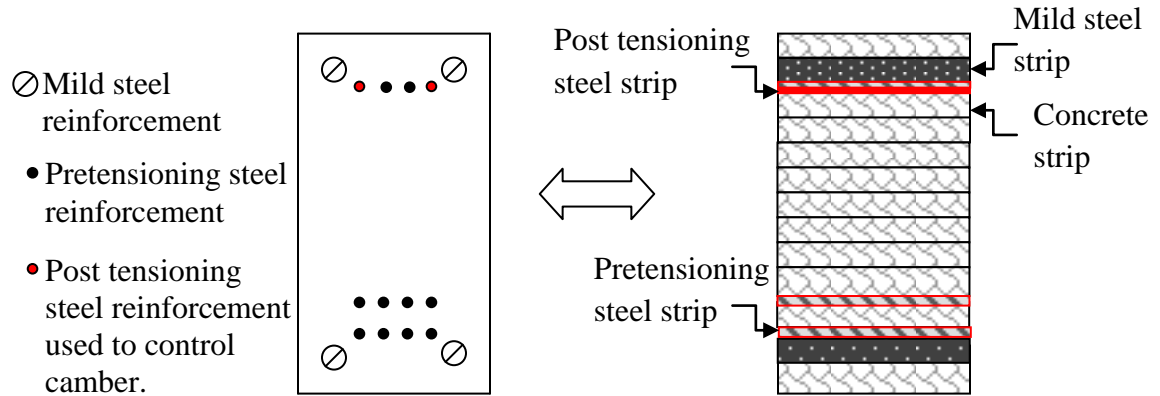 Mild steel
reinforcement
Pretensioning steel
reinforcement
Post tensioning
steel reinforcement
used to control
camber.
Post tensioning
steel strip
Pretensioning
steel strip
Mild steel
strip
Concrete
strip